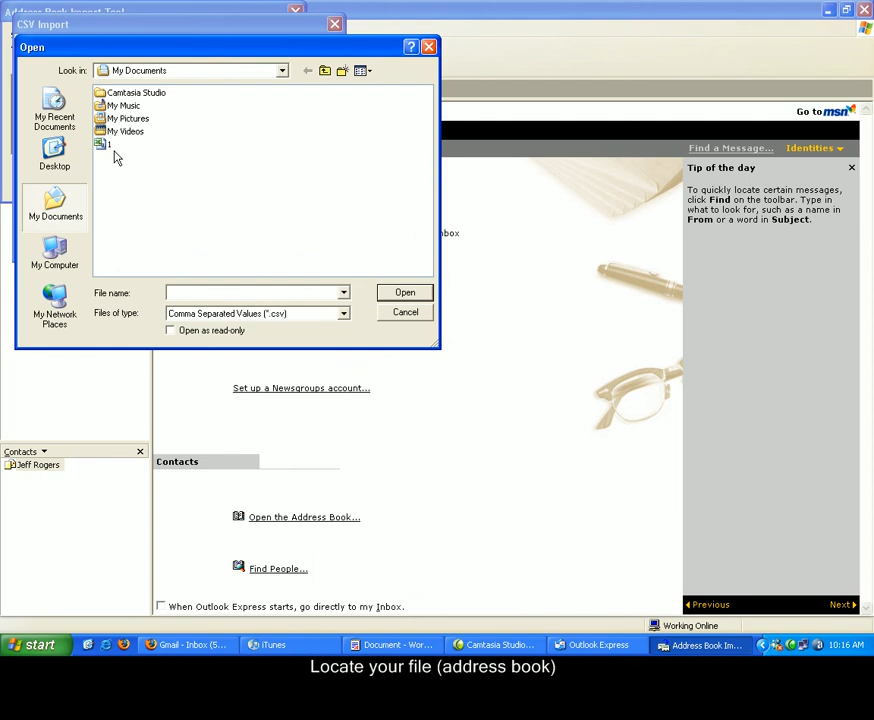 Address Book Import Tool
CSV Import
Open
Look in:
My Documents
My Recent
Documents
Desktop
My Documents
My Computer
My Network
Places
Camtasia Studio
My Music
My Pictures
My Videos
1
File name:
Open
Files of type:
Comma Separated Values (*.csv)
Cancel
Open as read-only
Go to msn
Find a Message...
Identities
Tip of the day
To quickly locate certain messages,
click Find on the toolbar. Type in
what to look for, such as a name in
From or a word in Subject.
Set up a Newsgroups account...
Contacts
Jeff Rogers
Contacts
Open the Address Book...
Find People...
When Outlook Express starts, go directly to my Inbox.
Previous
Next
Working Online
start
Gmail - Inbox (5...
iTunes
Document - Wor...
Camtasia Studio...
Outlook Express
Address Book Im...
10:16 AM
Locate your file (address book)